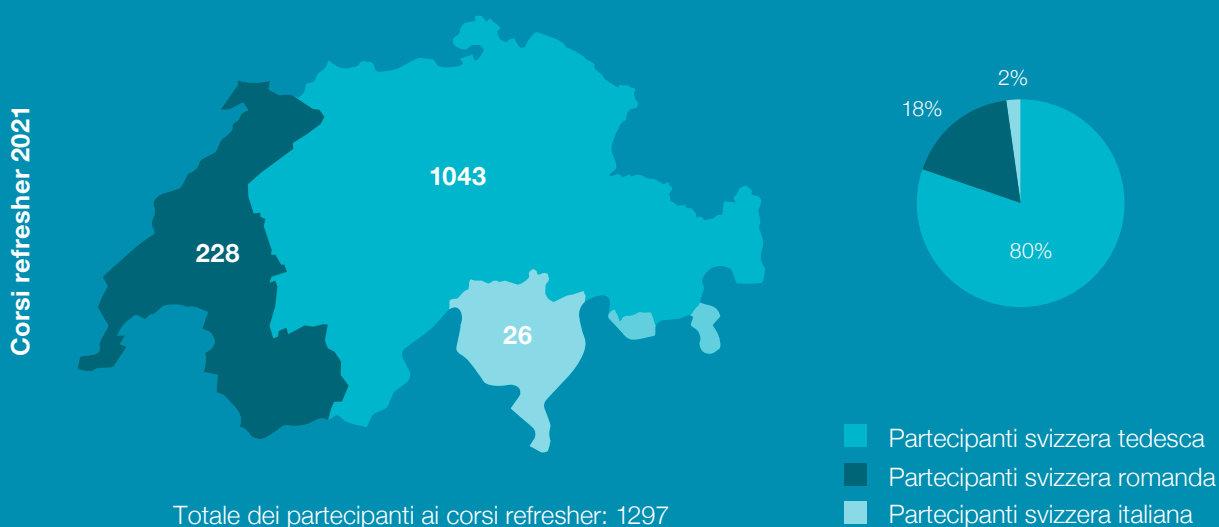 Corsi refresher 2021
1043
228
26
2%
18%
80%
Partecipanti svizzera tedesca
Partecipanti svizzera romanda
Partecipanti svizzera italiana
Totale dei partecipanti ai corsi refresher: 1297